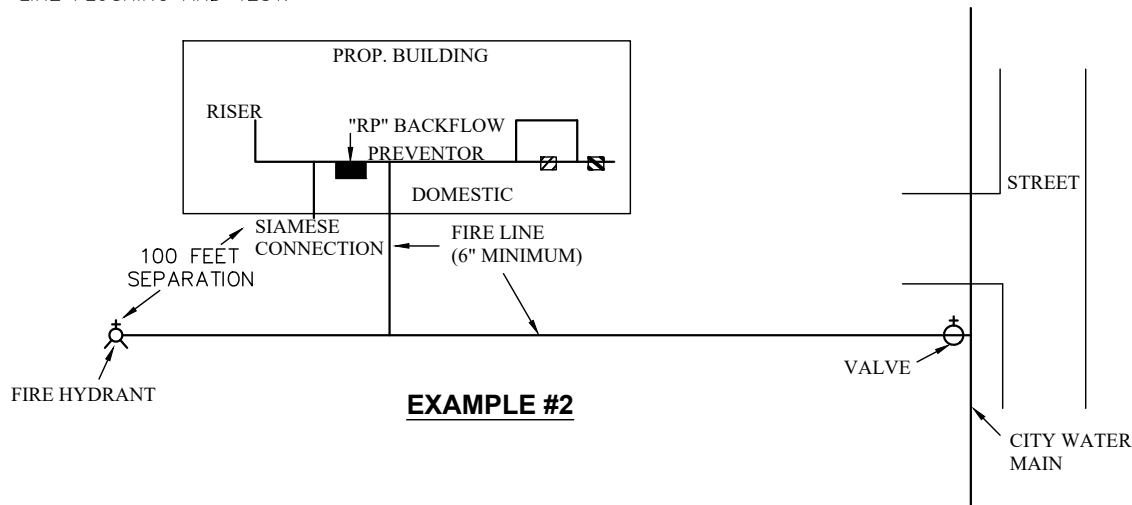 PROP. BUILDING
RISER
"RP" BACKFLOW
PREVENTOR
DOMESTIC
STREET
SIAMESE
CONNECTION
FIRE LINE
(6" MINIMUM)
100 FEET
SEPARATION
VALVE
FIRE HYDRANT
EXAMPLE #2
CITY WATER
MAIN